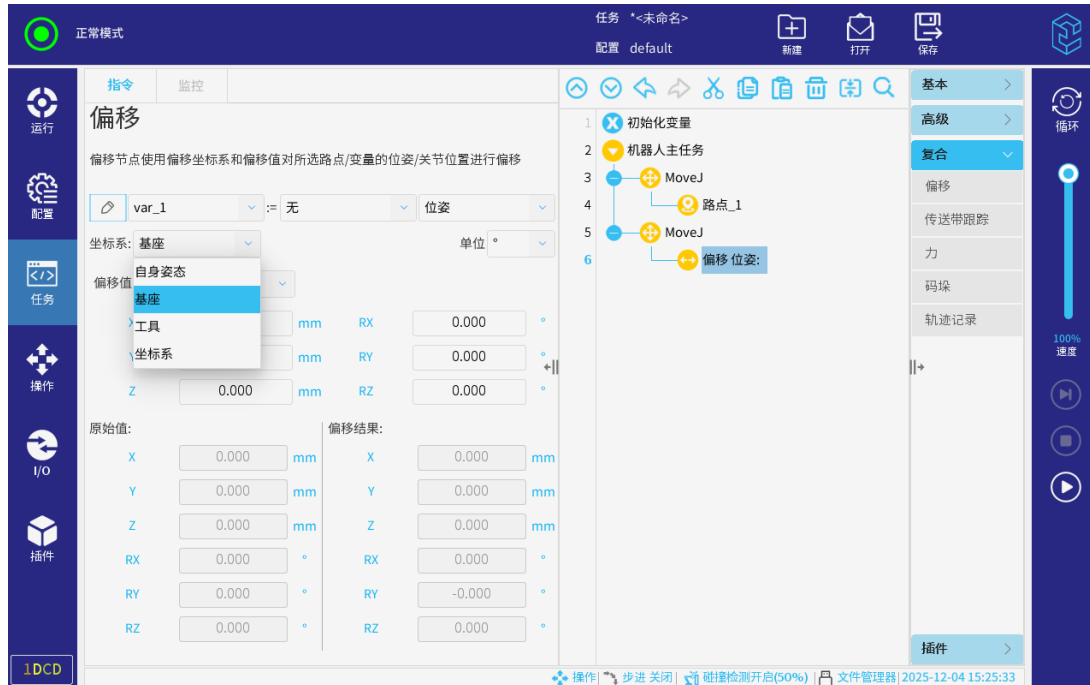 正常模式
任务 *<未命名>
配置 default
新建
打开
保存
运行
配置
任务
操作
I/O
插件
1DCD
指令 监控
偏移
偏移节点使用偏移坐标系和偏移值对所选路点/变量的位姿/关节位置进行偏移
var_1 := 无 位姿
坐标系: 基座 单位 °
自身姿态
基座
工具
坐标系
偏移值
mm RX 0.000 °
mm RY 0.000 °
Z 0.000 mm RZ 0.000 °
原始值: 偏移结果:
X 0.000 mm X 0.000 mm
Y 0.000 mm Y 0.000 mm
Z 0.000 mm Z 0.000 mm
RX 0.000 ° RX 0.000 °
RY 0.000 ° RY -0.000 °
RZ 0.000 ° RZ 0.000 °
1 初始化变量
2 机器人主任务
3 MoveJ
4 路点_1
5 MoveJ
6 偏移 位姿:
基本
高级
复合
偏移
传送带跟踪
力
码垛
轨迹记录
插件
循环
100%
速度
操作| 步进 关闭| 碰撞检测开启(50%) | 文件管理器| 2025-12-04 15:25:33